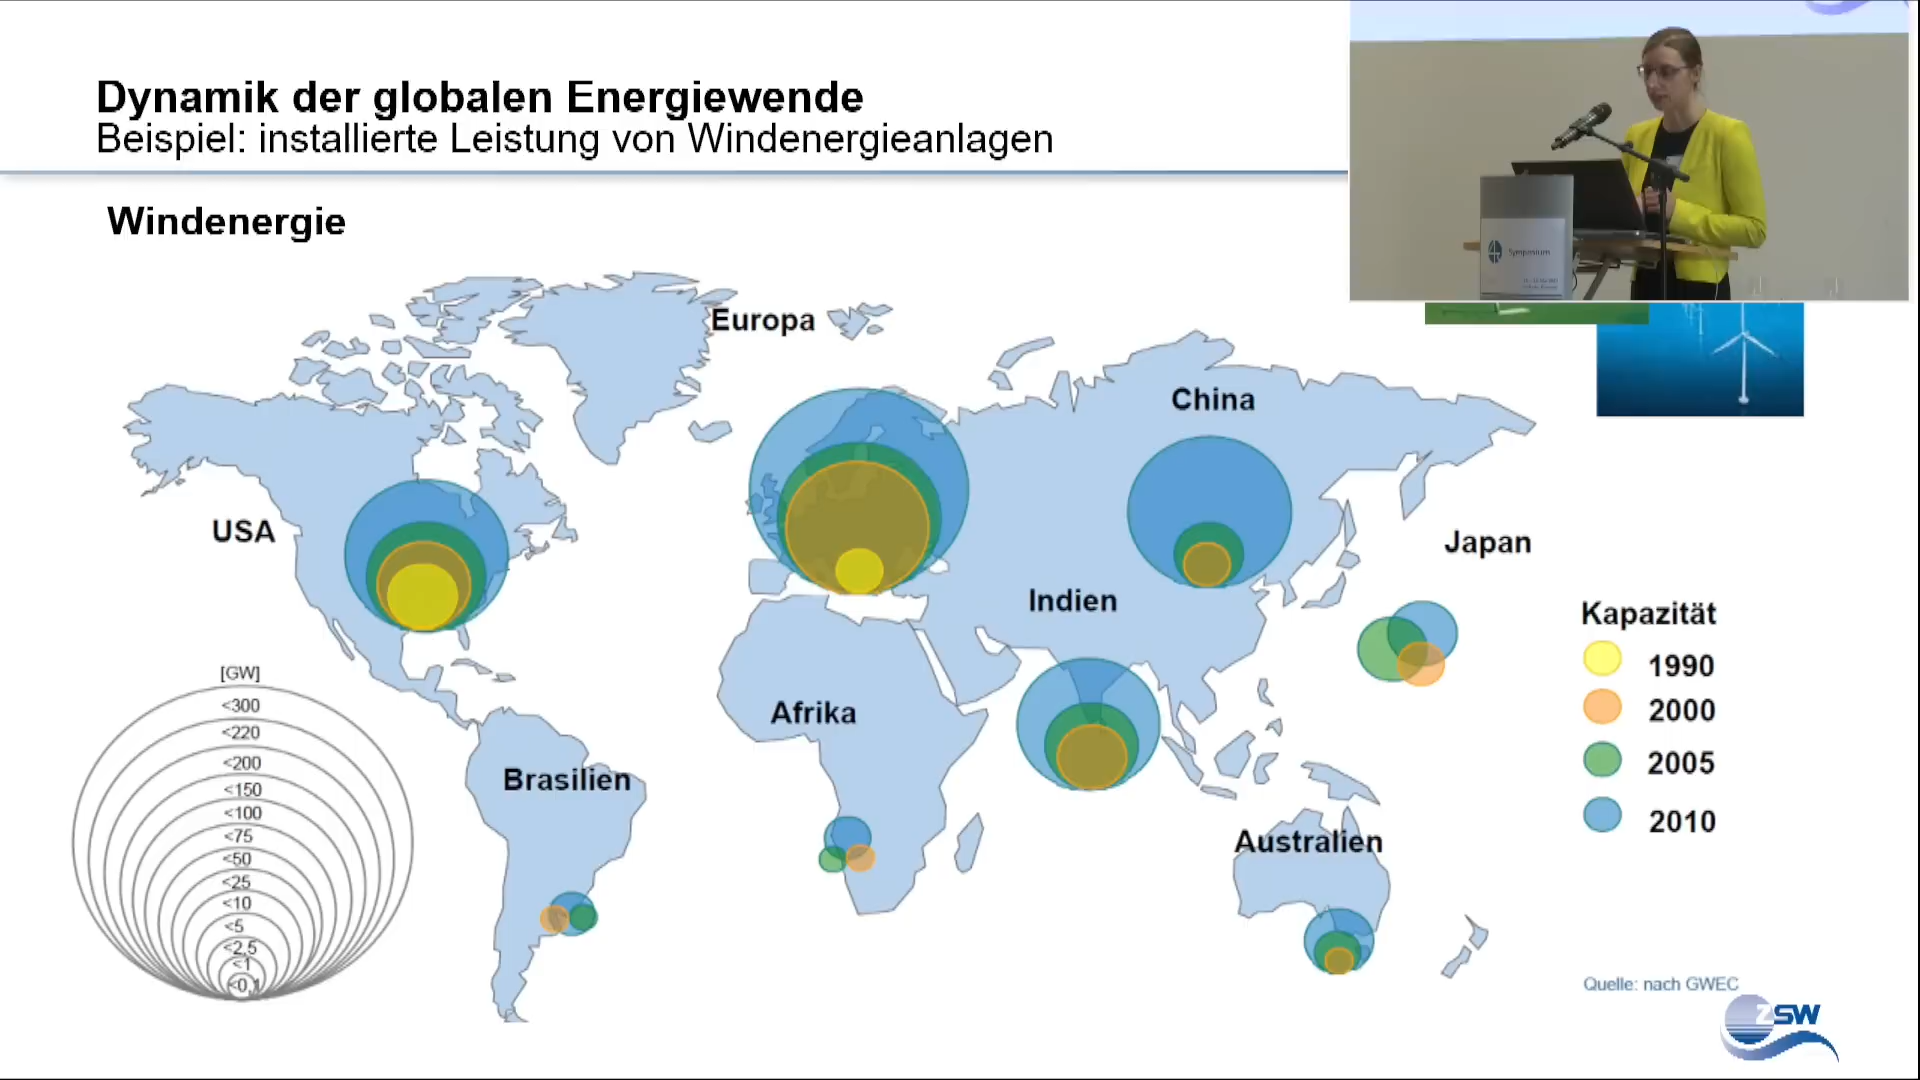 Dynamik der globalen Energiewende
Beispiel: installierte Leistung von Windenergieanlagen
Symposium
Windenergie
Europa
China
USA
Japan
Indien
Kapazität
1990
2000
2005
2010
[GW]
<300
<220
<200
<150
<100
<75
<50
<25
<10
<5
<2,5
<1
<0,1
Afrika
Brasilien
Australien
Quelle: nach GWEC
ZSW